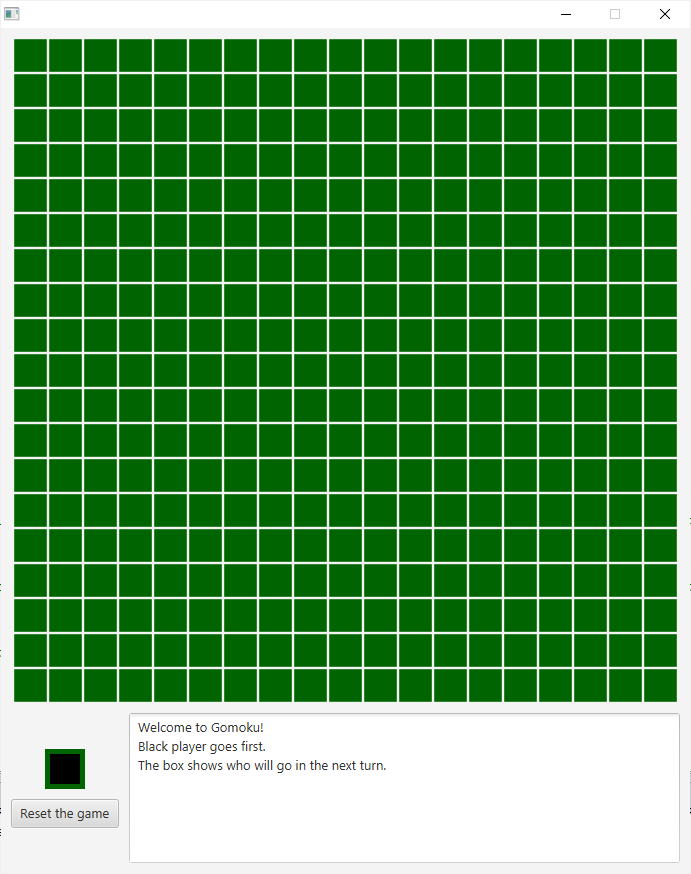 Welcome to Gomoku!
Black player goes first.
The box shows who will go in the next turn.
Reset the game